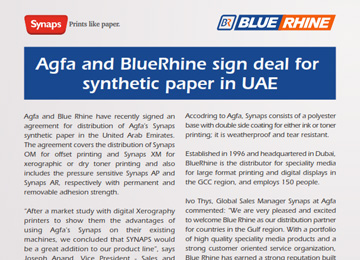 Synaps Prints like paper.
BR BLUE RHINE
Agfa and BlueRhine sign deal for
synthetic paper in UAE
Agfa and Blue Rhine have recently signed an
agreement for distribution of Agfa's Synaps
synthetic paper in the United Arab Emirates.
The agreement covers the distribution of Synaps
OM for offset printing and Synaps XM for
xerographic or dry toner printing and also
includes the pressure sensitive Synaps AP and
Synaps AR, respectively with permanent and
removable adhesion strength.
"After a market study with digital Xerography
printers to show them the advantages of
using Agfa's Synaps on their existing
machines, we concluded that SYNAPS would
be a great addition to our product line", says
Joseph Anand, Vice President - Sales and
According to Agfa, Synaps consists of a polyester
base with double side coating for either ink or toner
printing; it is weatherproof and tear resistant.
Established in 1996 and headquartered in Dubai,
BlueRhine is the distributor for speciality media
for large format printing and digital displays in
the GCC region, and employs 150 people.
Ivo Thys, Global Sales Manager Synaps at Agfa
commented: "We are very pleased and excited
to welcome Blue Rhine as our distribution partner
for countries in the Gulf region. With a portfolio
of high quality speciality media products and a
strong customer oriented service organization,
Blue Rhine has earned a strong reputation built